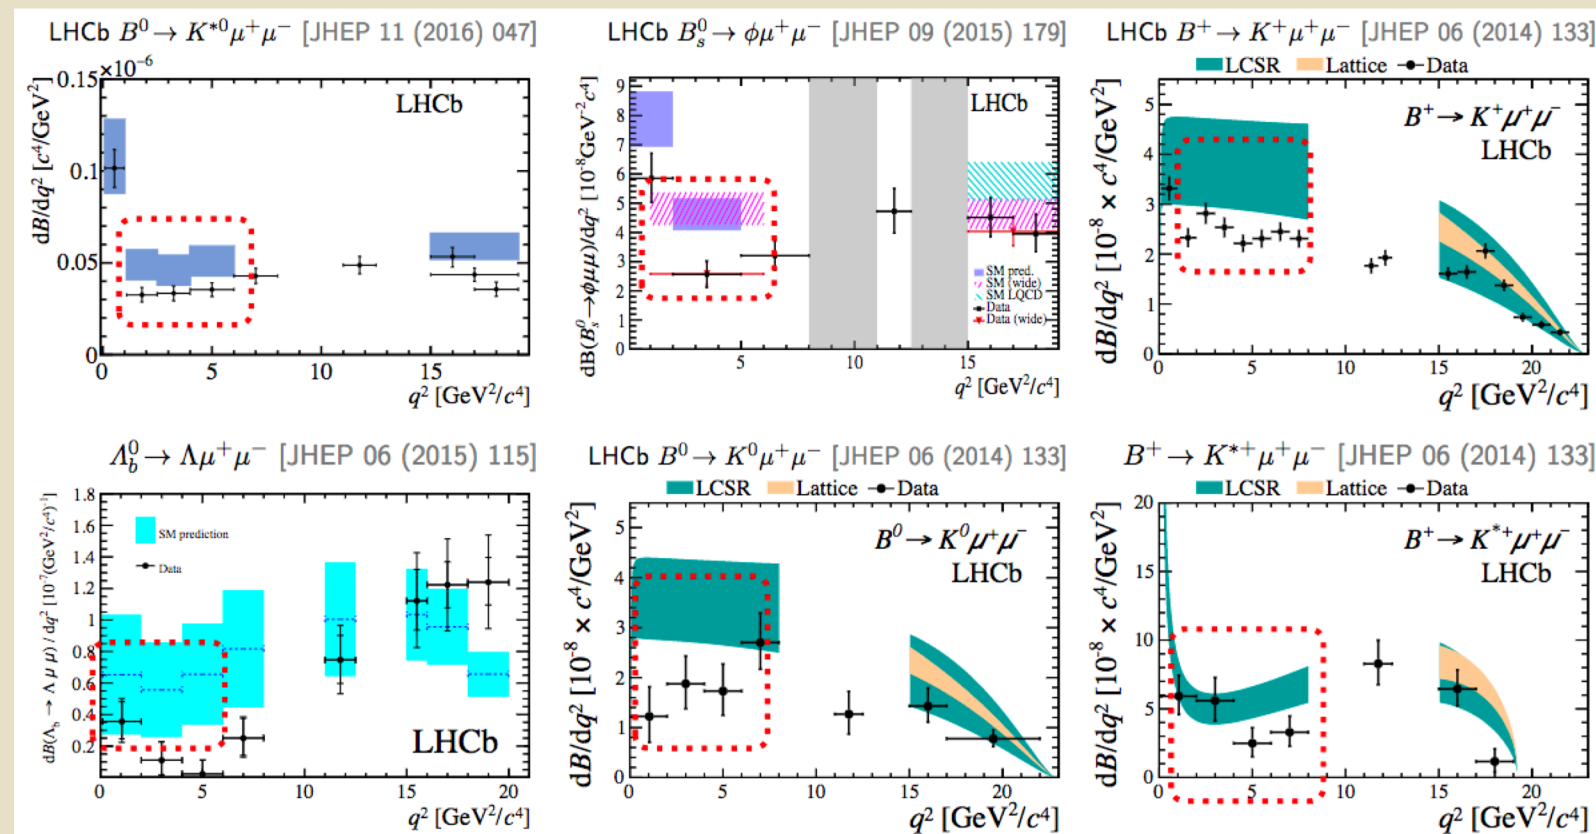 LHCb B⁰ → K*⁰μ⁺μ⁻ [JHEP 11 (2016) 047]
×10⁻⁶
0.15
0.1
0.05
0
dB/dq² [c⁴/GeV²]
LHCb
0 5 10 15
q² [GeV²/c⁴]
LHCb B⁰ₛ → ϕμ⁺μ⁻ [JHEP 09 (2015) 179]
9
8
7
6
5
4
3
2
1
0
dB(B⁰ₛ→ϕμμ)/dq² [10⁻⁸GeV⁻²c⁴]
LHCb
SM pred.
SM (wide)
SM LQCD
Data
Data (wide)
5 10 15
q² [GeV²/c⁴]
LHCb B⁺ → K⁺μ⁺μ⁻ [JHEP 06 (2014) 133]
LCSR Lattice Data
5
4
3
2
1
0
dB/dq² [10⁻⁸ × c⁴/GeV²]
B⁺→ K⁺μ⁺μ⁻
LHCb
0 5 10 15 20
q² [GeV²/c⁴]
Λ⁰_b → Λμ⁺μ⁻ [JHEP 06 (2015) 115]
1.8
1.6
1.4
1.2
1
0.8
0.6
0.4
0.2
dB(Λ_b → Λ μ μ) / dq² [10⁻⁷(GeV²/c⁴)⁻¹]
SM prediction
Data
LHCb
0 5 10 15 20
q² [GeV²/c⁴]
LHCb B⁰ → K⁰μ⁺μ⁻ [JHEP 06 (2014) 133]
LCSR Lattice Data
5
4
3
2
1
0
dB/dq² [10⁻⁸ × c⁴/GeV²]
B⁰→ K⁰μ⁺μ⁻
LHCb
0 5 10 15 20
q² [GeV²/c⁴]
B⁺ → K*⁺μ⁺μ⁻ [JHEP 06 (2014) 133]
LCSR Lattice Data
20
15
10
5
0
dB/dq² [10⁻⁸ × c⁴/GeV²]
B⁺→ K*⁺μ⁺μ⁻
LHCb
0 5 10 15 20
q² [GeV²/c⁴]